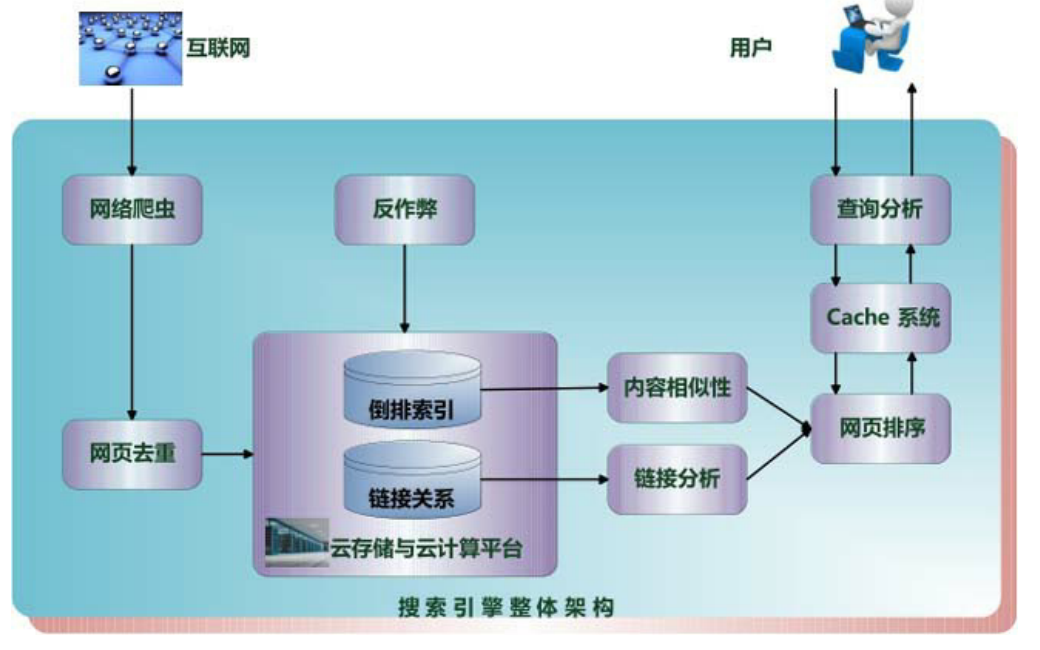 互联网
用户
网络爬虫
反作弊
查询分析
Cache 系统
倒排索引
内容相似性
网页排序
网页去重
链接关系
链接分析
云存储与云计算平台
搜索引擎整体架构